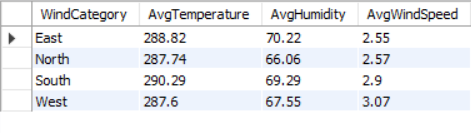 WindCategory AvgTemperature AvgHumidity AvgWindSpeed
East 288.82 70.22 2.55
North 287.74 66.06 2.57
South 290.29 69.29 2.9
West 287.6 67.55 3.07